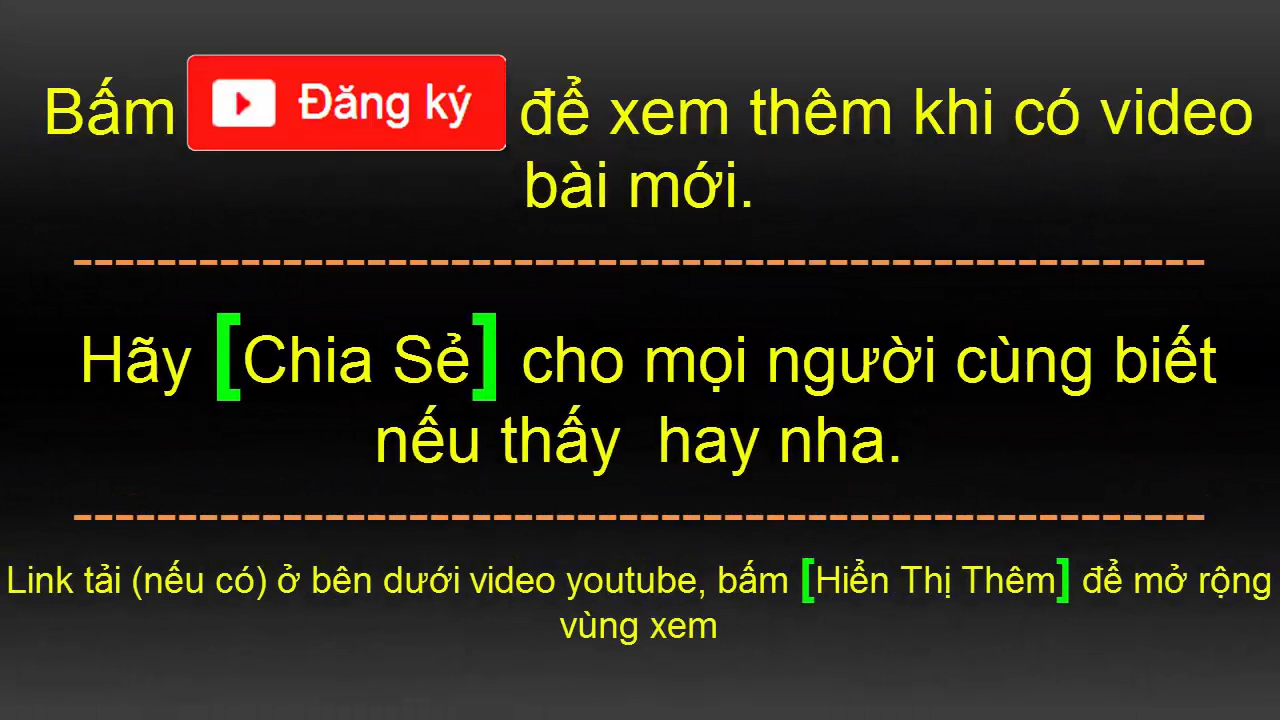 Bấm Đăng ký để xem thêm khi có video
bài mới.
------------------------------------------------------
Hãy [Chia Sẻ] cho mọi người cùng biết
nếu thấy  hay nha.
------------------------------------------------------
Link tải (nếu có) ở bên dưới video youtube, bấm [Hiển Thị Thêm] để mở rộng
vùng xem